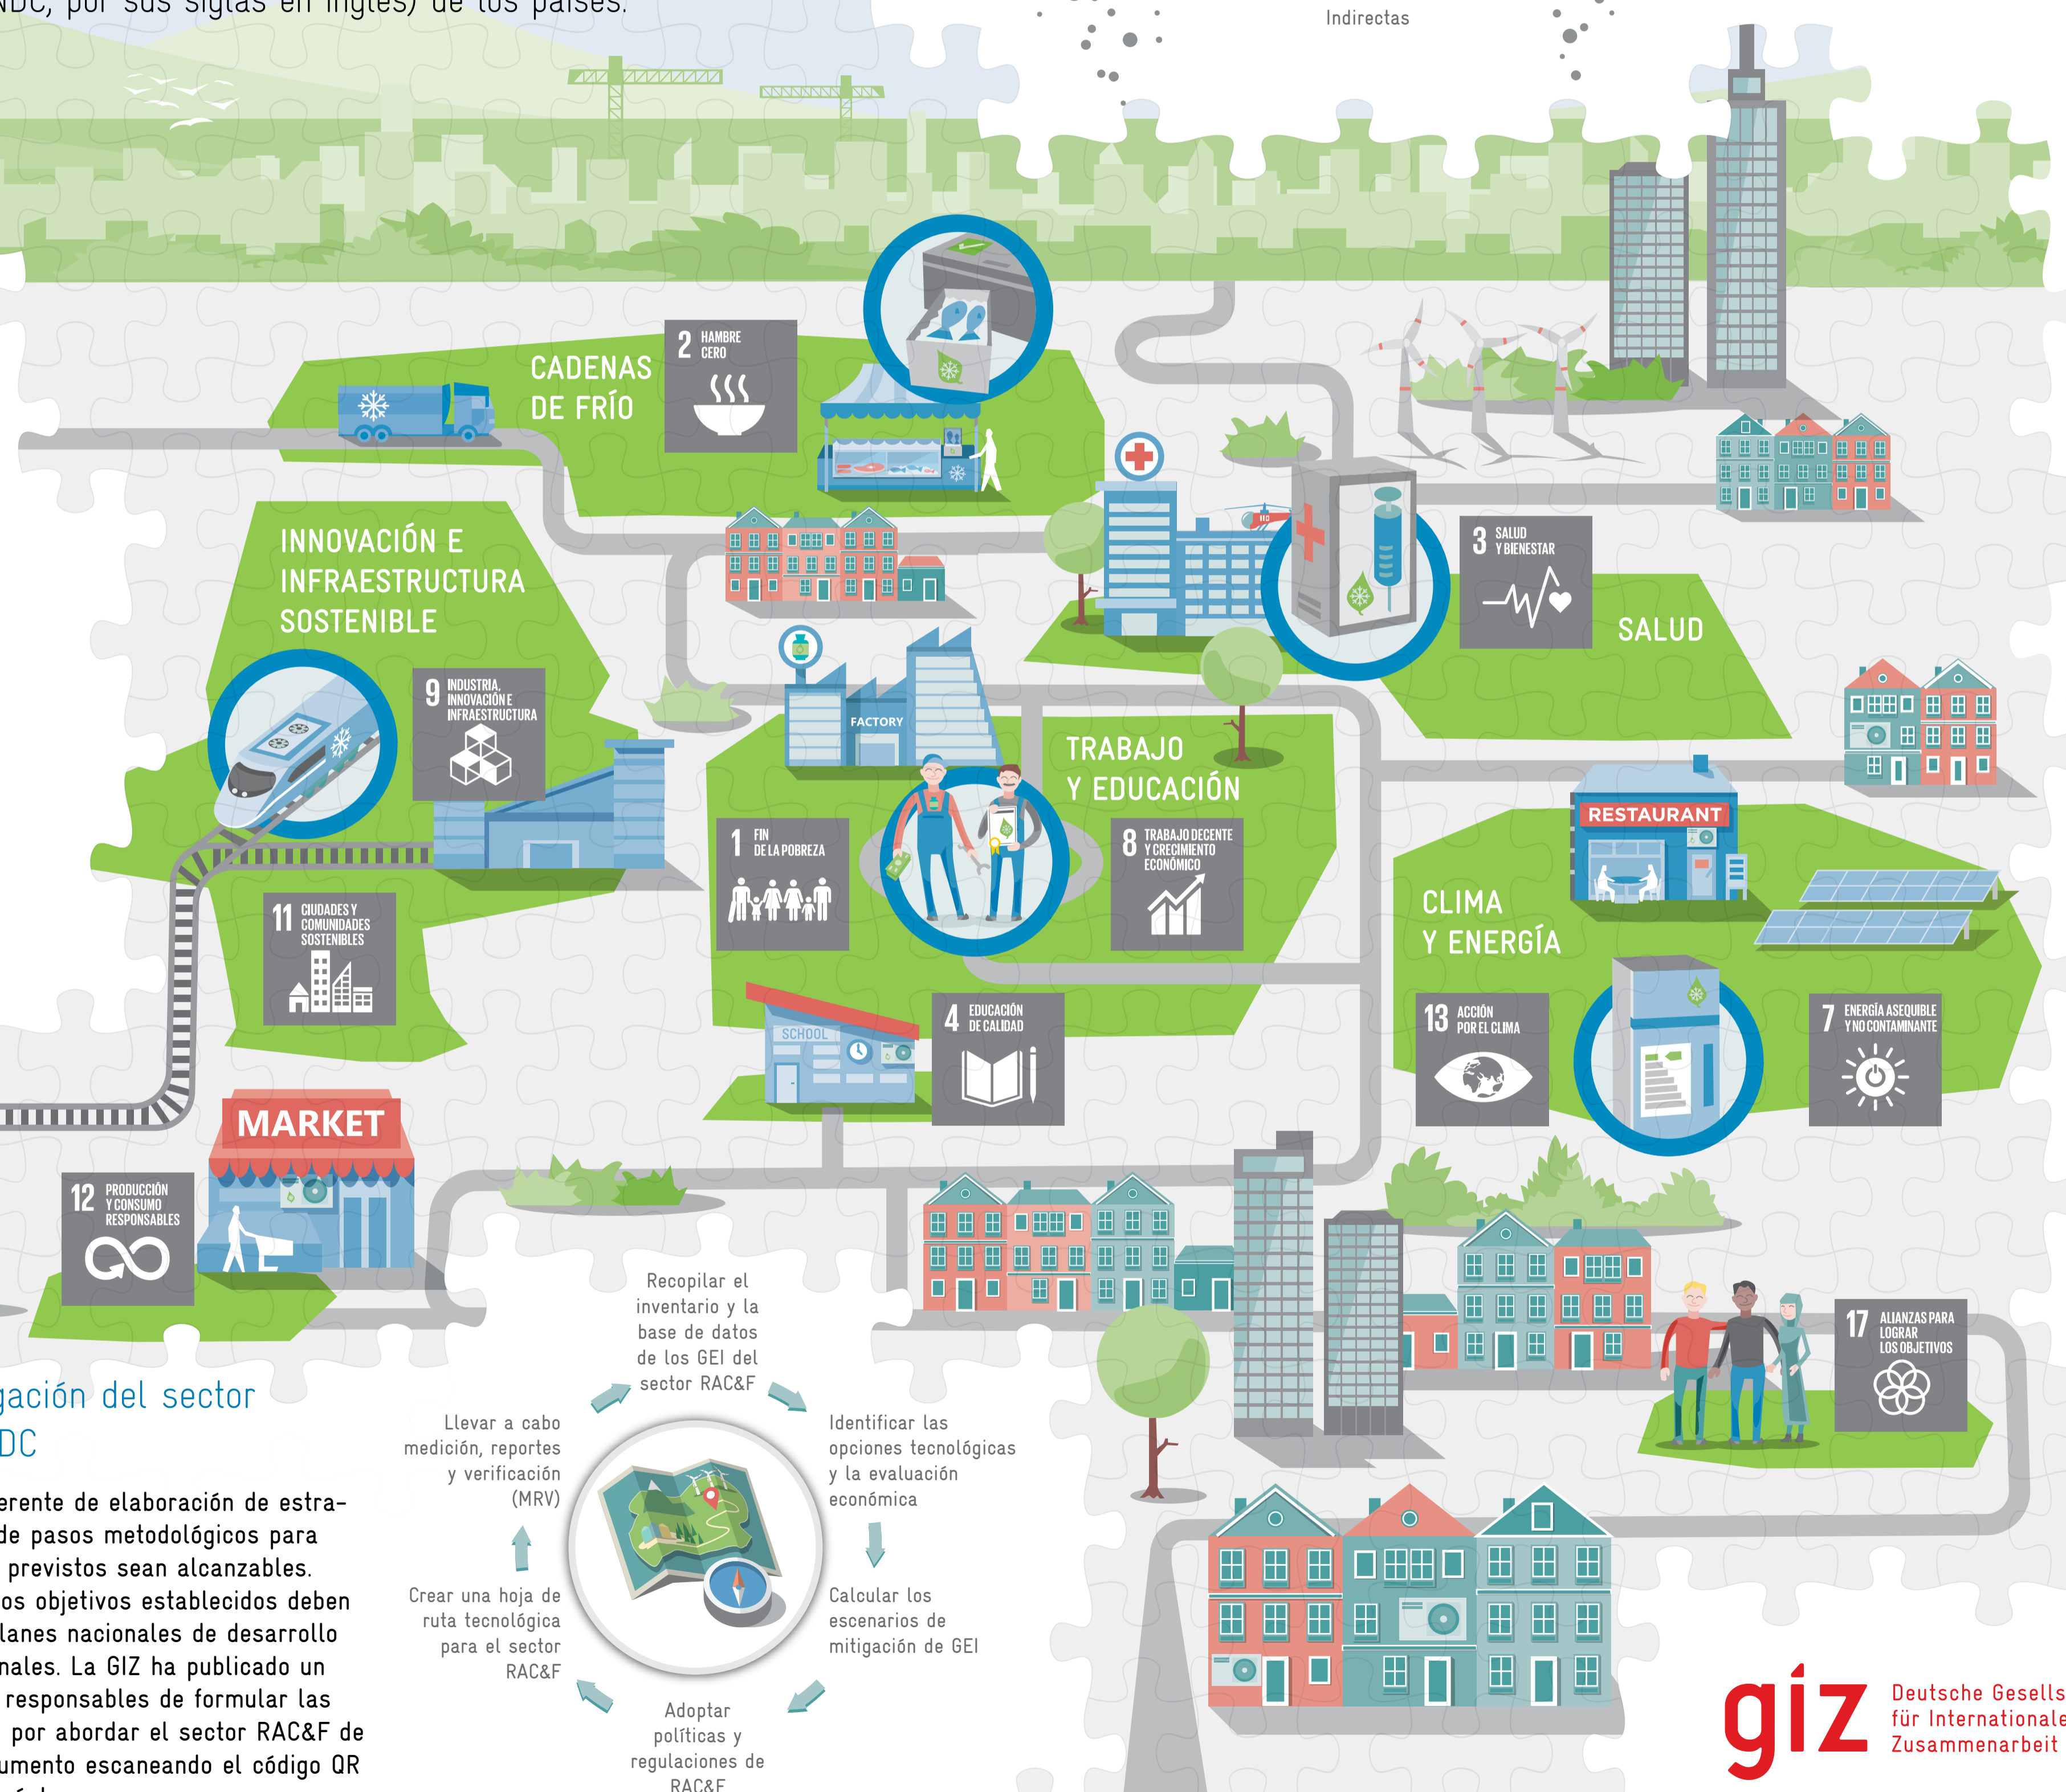 NDC, por sus siglas en inglés) de los países.
Indirectas
CADENAS
DE FRÍO
2 HAMBRE
CERO
INNOVACIÓN E
INFRAESTRUCTURA
SOSTENIBLE
3 SALUD
Y BIENESTAR
SALUD
9 INDUSTRIA,
INNOVACIÓN E
INFRAESTRUCTURA
FACTORY
TRABAJO
Y EDUCACIÓN
1 FIN
DE LA POBREZA
8 TRABAJO DECENTE
Y CRECIMIENTO
ECONÓMICO
RESTAURANT
CLIMA
Y ENERGÍA
11 CIUDADES Y
COMUNIDADES
SOSTENIBLES
SCHOOL
4 EDUCACIÓN
DE CALIDAD
13 ACCIÓN
POR EL CLIMA
7 ENERGÍA ASEQUIBLE
Y NO CONTAMINANTE
MARKET
12 PRODUCCIÓN
Y CONSUMO
RESPONSABLES
17 ALIANZAS PARA
LOGRAR
LOS OBJETIVOS
Recopilar el
inventario y la
base de datos
de los GEI del
sector RAC&F
Identificar las
opciones tecnológicas
y la evaluación
económica
Calcular los
escenarios de
mitigación de GEI
Adoptar
políticas y
regulaciones de
RAC&F
Crear una hoja de
ruta tecnológica
para el sector
RAC&F
Llevar a cabo
medición, reportes
y verificación
(MRV)
gación del sector
DC
erente de elaboración de estra-
de pasos metodológicos para
previstos sean alcanzables.
os objetivos establecidos deben
lanes nacionales de desarrollo
nales. La GIZ ha publicado un
responsables de formular las
por abordar el sector RAC&F de
umento escaneando el código QR
giz
Deutsche Gesells
für Internationale
Zusammenarbeit